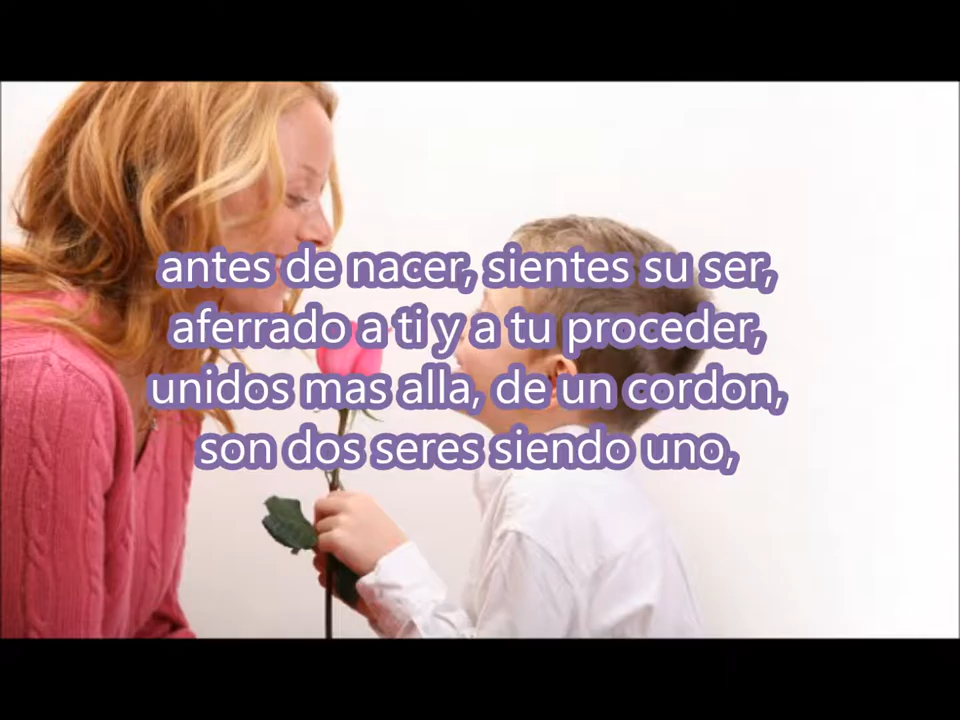 antes de nacer, sientes su ser,
aferrado a ti y a tu proceder,
unidos mas alla, de un cordon,
son dos seres siendo uno,